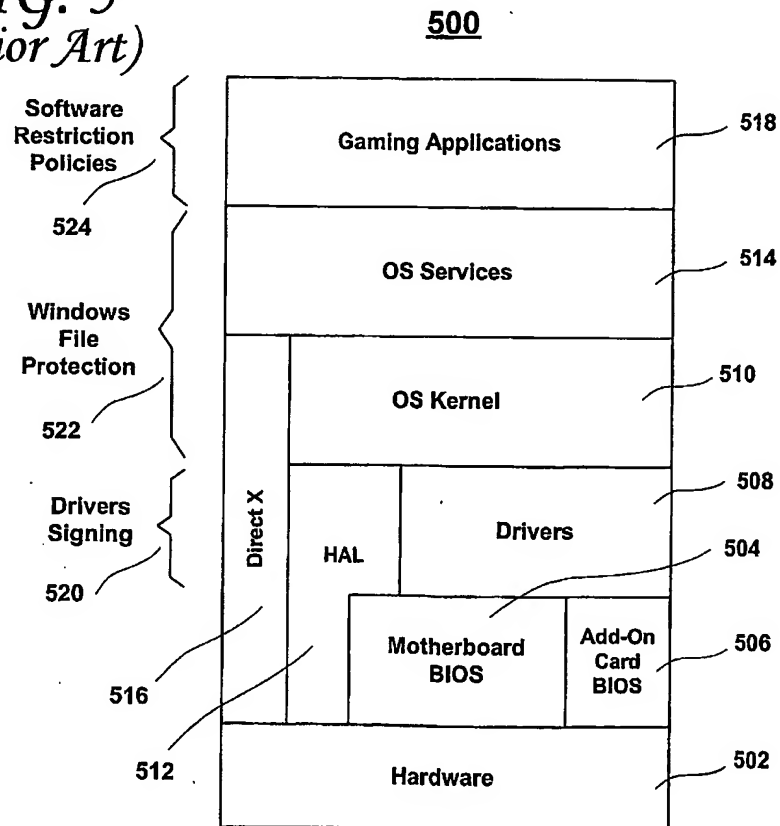 500
(Prior Art)
Software
Restriction
Policies
524
Gaming Applications
518
OS Services
514
Windows
File
Protection
522
OS Kernel
510
Drivers
Signing
520
Direct X
HAL
Drivers
508
504
Motherboard
BIOS
Add-On
Card
BIOS
506
516
512
Hardware
502